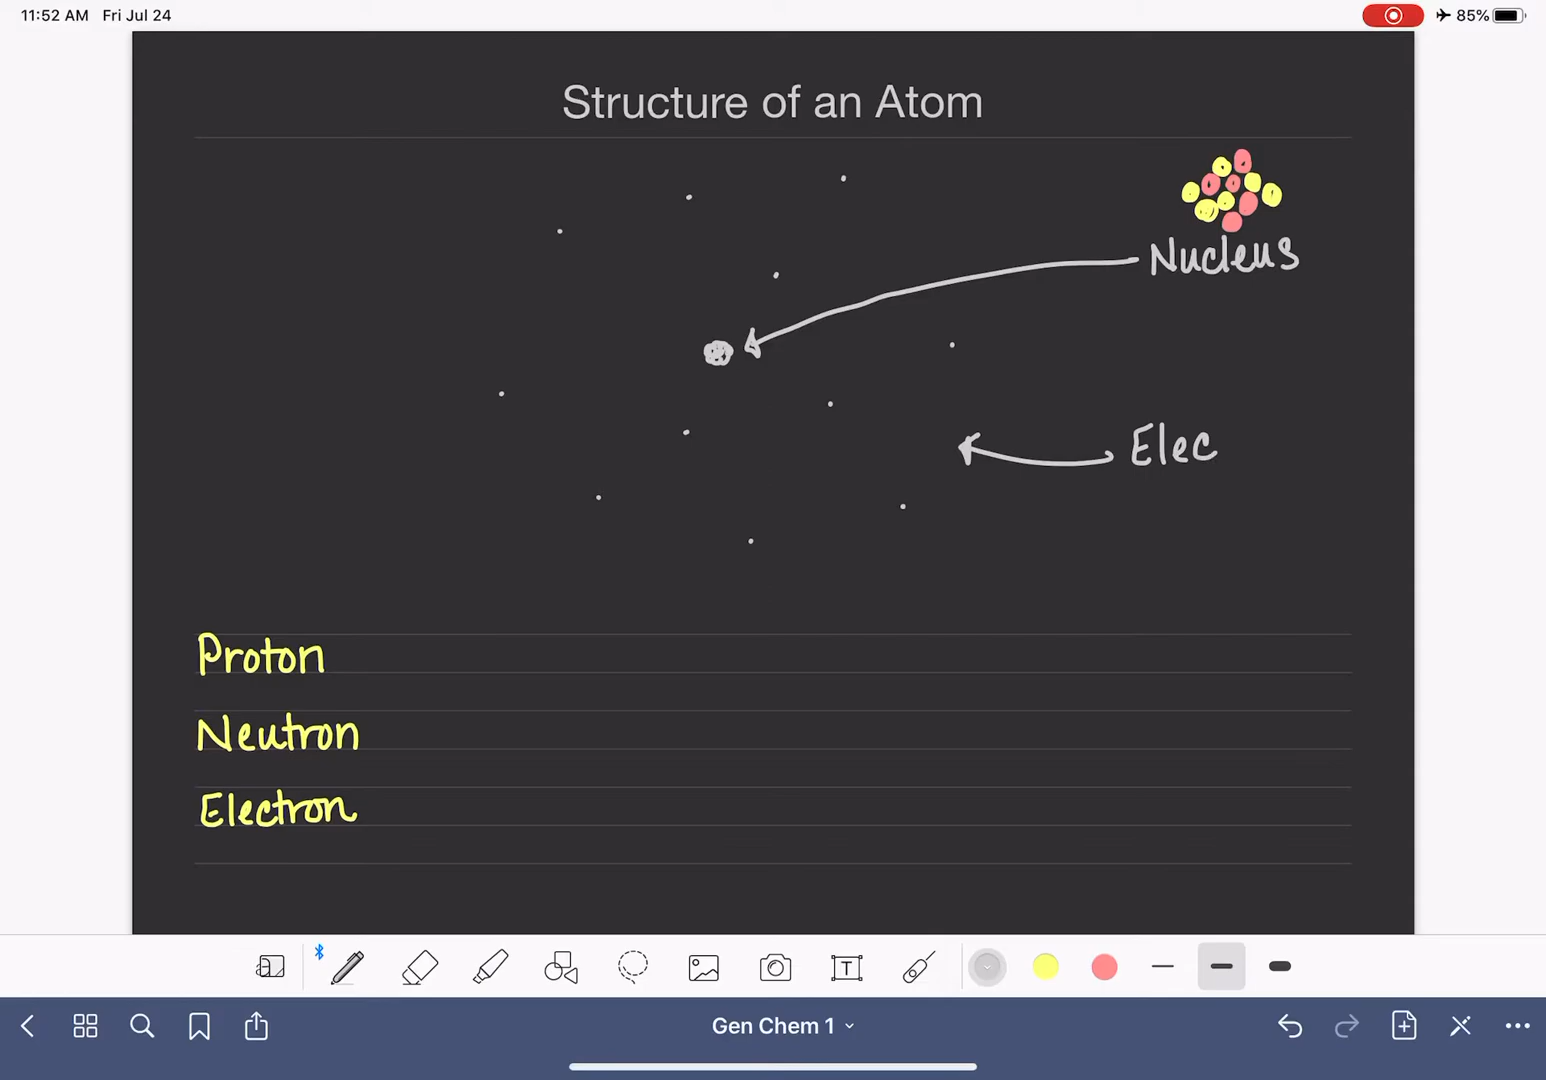 11:52 AM Fri Jul 24
85%
Structure of an Atom
Nucleus
Elec
Proton
Neutron
Electron
T
Gen Chem 1